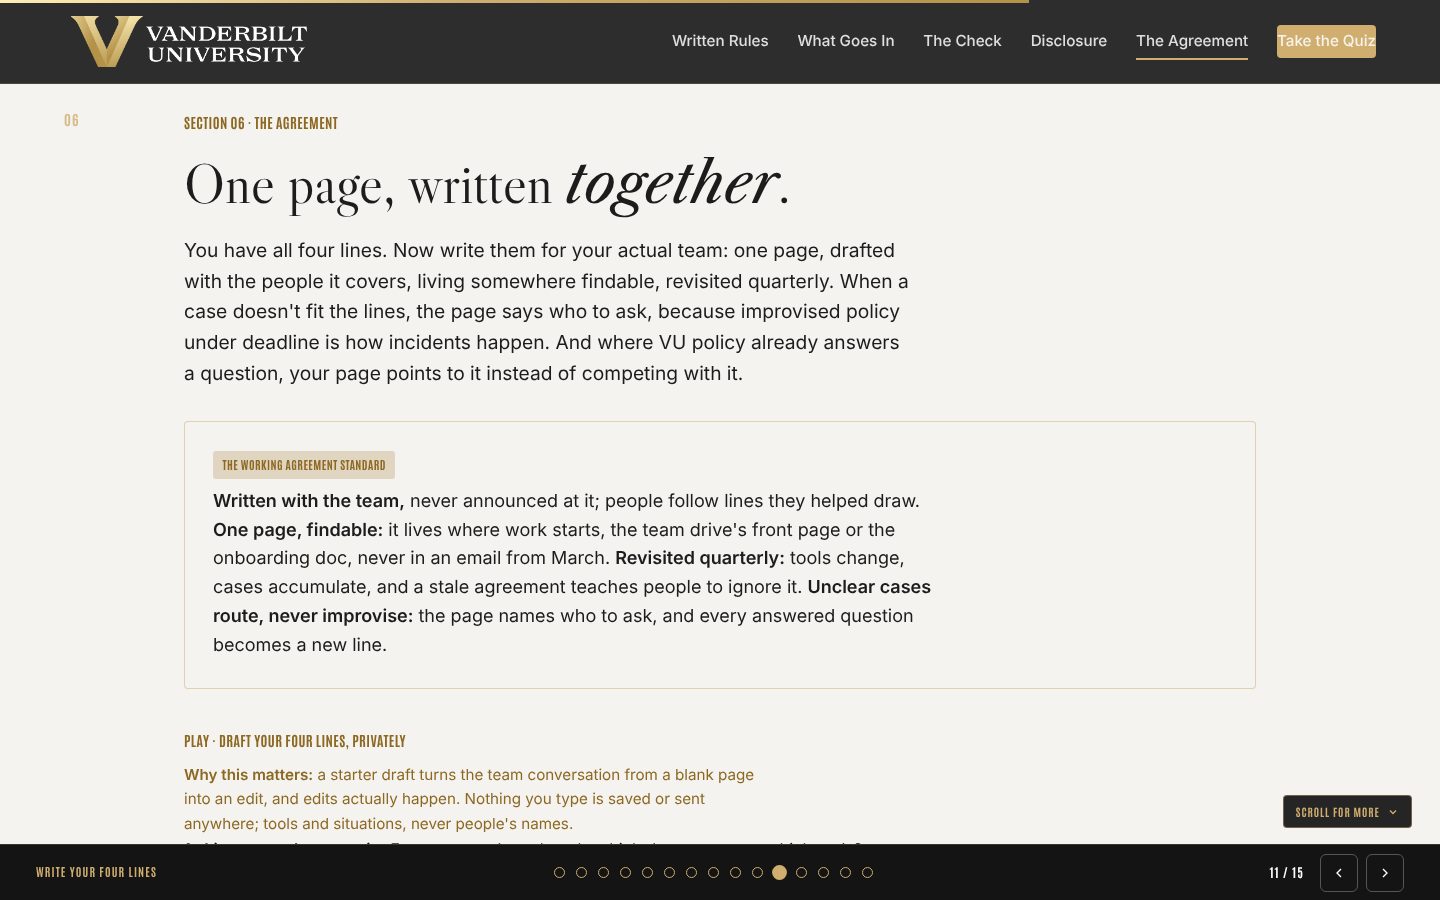 VANDERBILT
UNIVERSITY
Written Rules
What Goes In
The Check
Disclosure
The Agreement
Take the Quiz
06
SECTION 06 · THE AGREEMENT
One page, written together.
You have all four lines. Now write them for your actual team: one page, drafted
with the people it covers, living somewhere findable, revisited quarterly. When a
case doesn't fit the lines, the page says who to ask, because improvised policy
under deadline is how incidents happen. And where VU policy already answers
a question, your page points to it instead of competing with it.
THE WORKING AGREEMENT STANDARD
Written with the team, never announced at it; people follow lines they helped draw.
One page, findable: it lives where work starts, the team drive's front page or the
onboarding doc, never in an email from March. Revisited quarterly: tools change,
cases accumulate, and a stale agreement teaches people to ignore it. Unclear cases
route, never improvise: the page names who to ask, and every answered question
becomes a new line.
PLAY · DRAFT YOUR FOUR LINES, PRIVATELY
Why this matters: a starter draft turns the team conversation from a blank page
into an edit, and edits actually happen. Nothing you type is saved or sent
anywhere; tools and situations, never people's names.
SCROLL FOR MORE
WRITE YOUR FOUR LINES
11 / 15